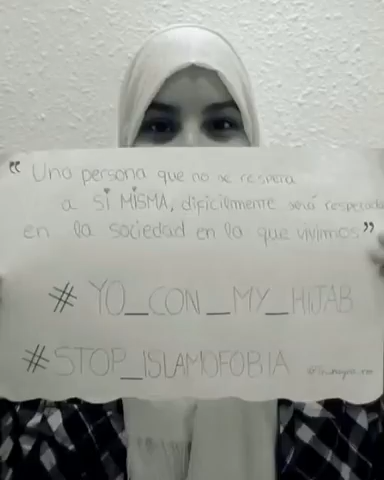 “ Una persona que no se respeta
a SÍ MISMA, dificilmente será respetada
en la sociedad en la que vivimos”
# YO_CON_MY_HIJAB
#STOP_ISLAMOFOBIA